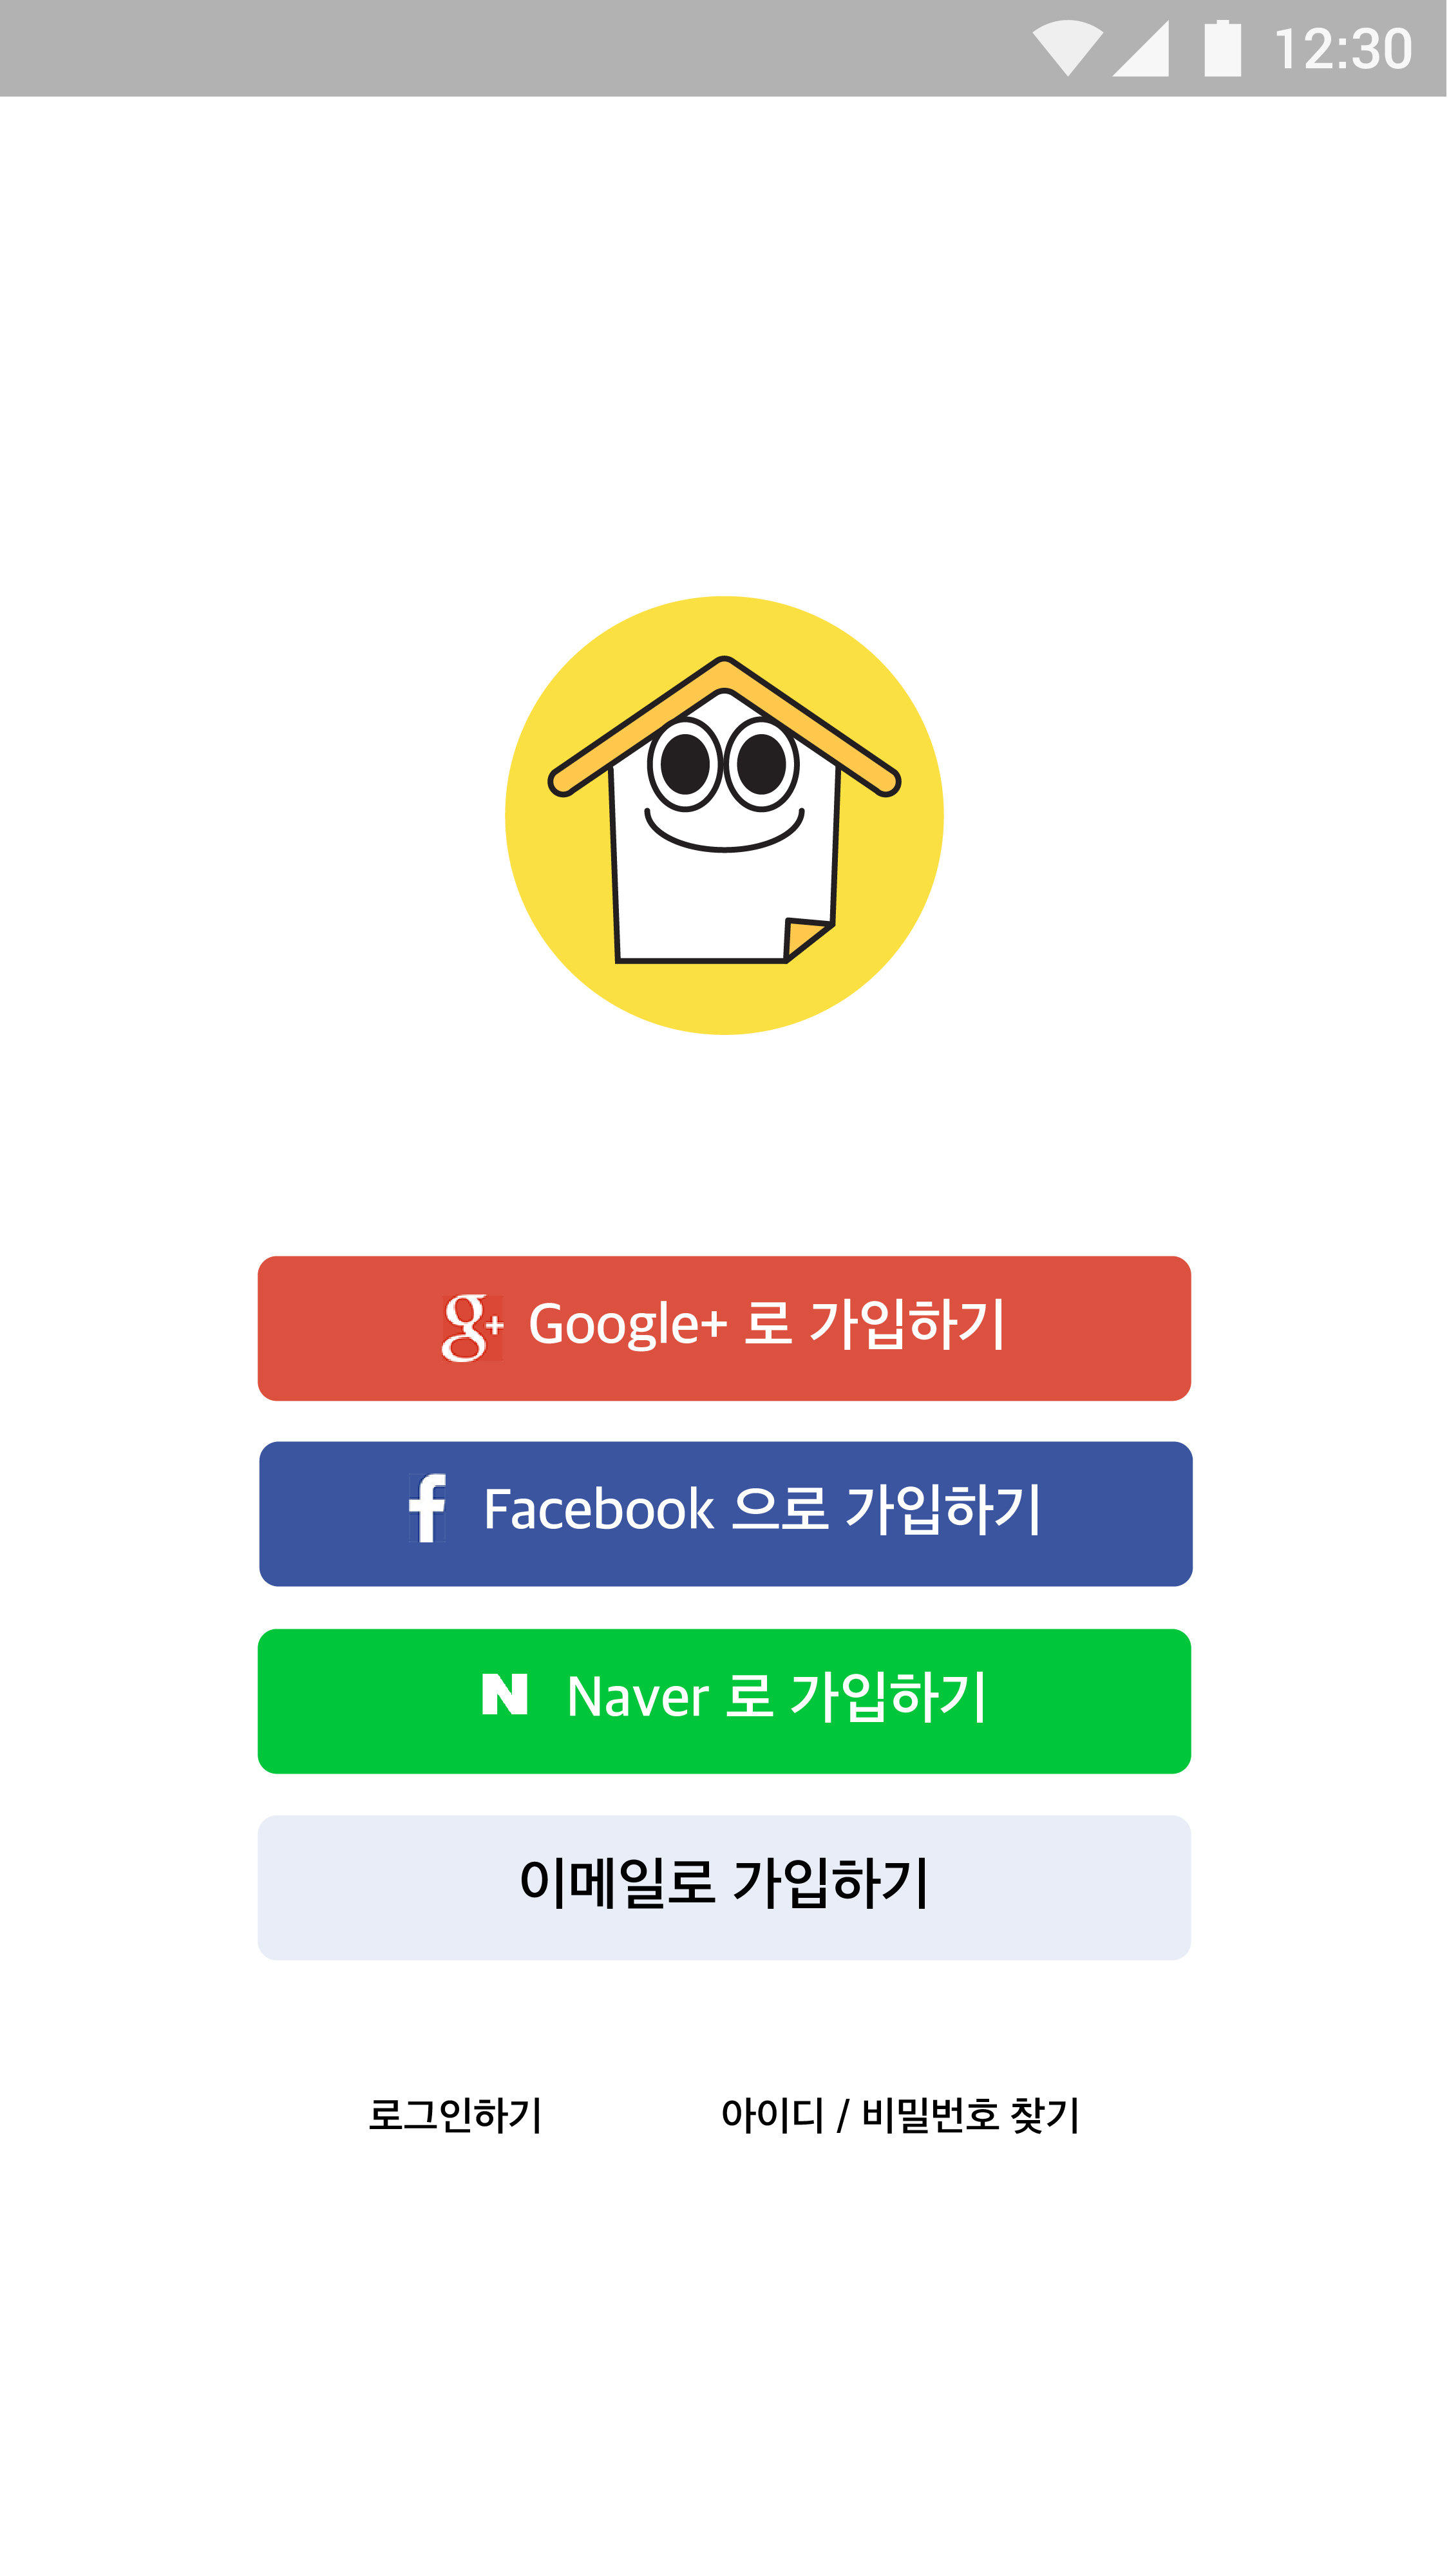 12:30
g+ Google+ 로 가입하기
f Facebook 으로 가입하기
N Naver 로 가입하기
이메일로 가입하기
로그인하기 아이디 / 비밀번호 찾기